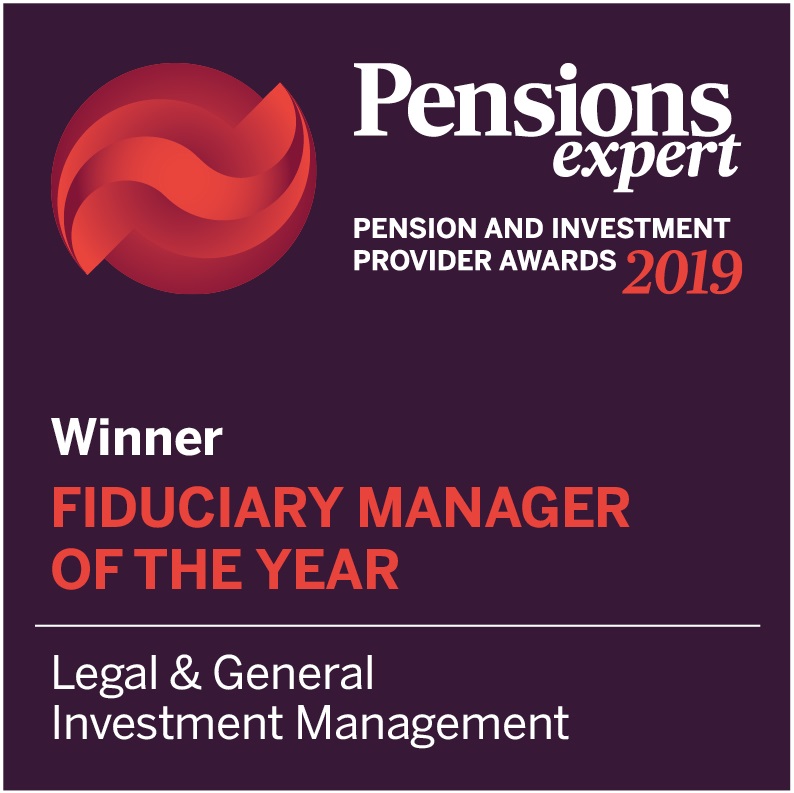 Pensions
expert
PENSION AND INVESTMENT
PROVIDER AWARDS 2019
Winner
FIDUCIARY MANAGER
OF THE YEAR
Legal & General
Investment Management